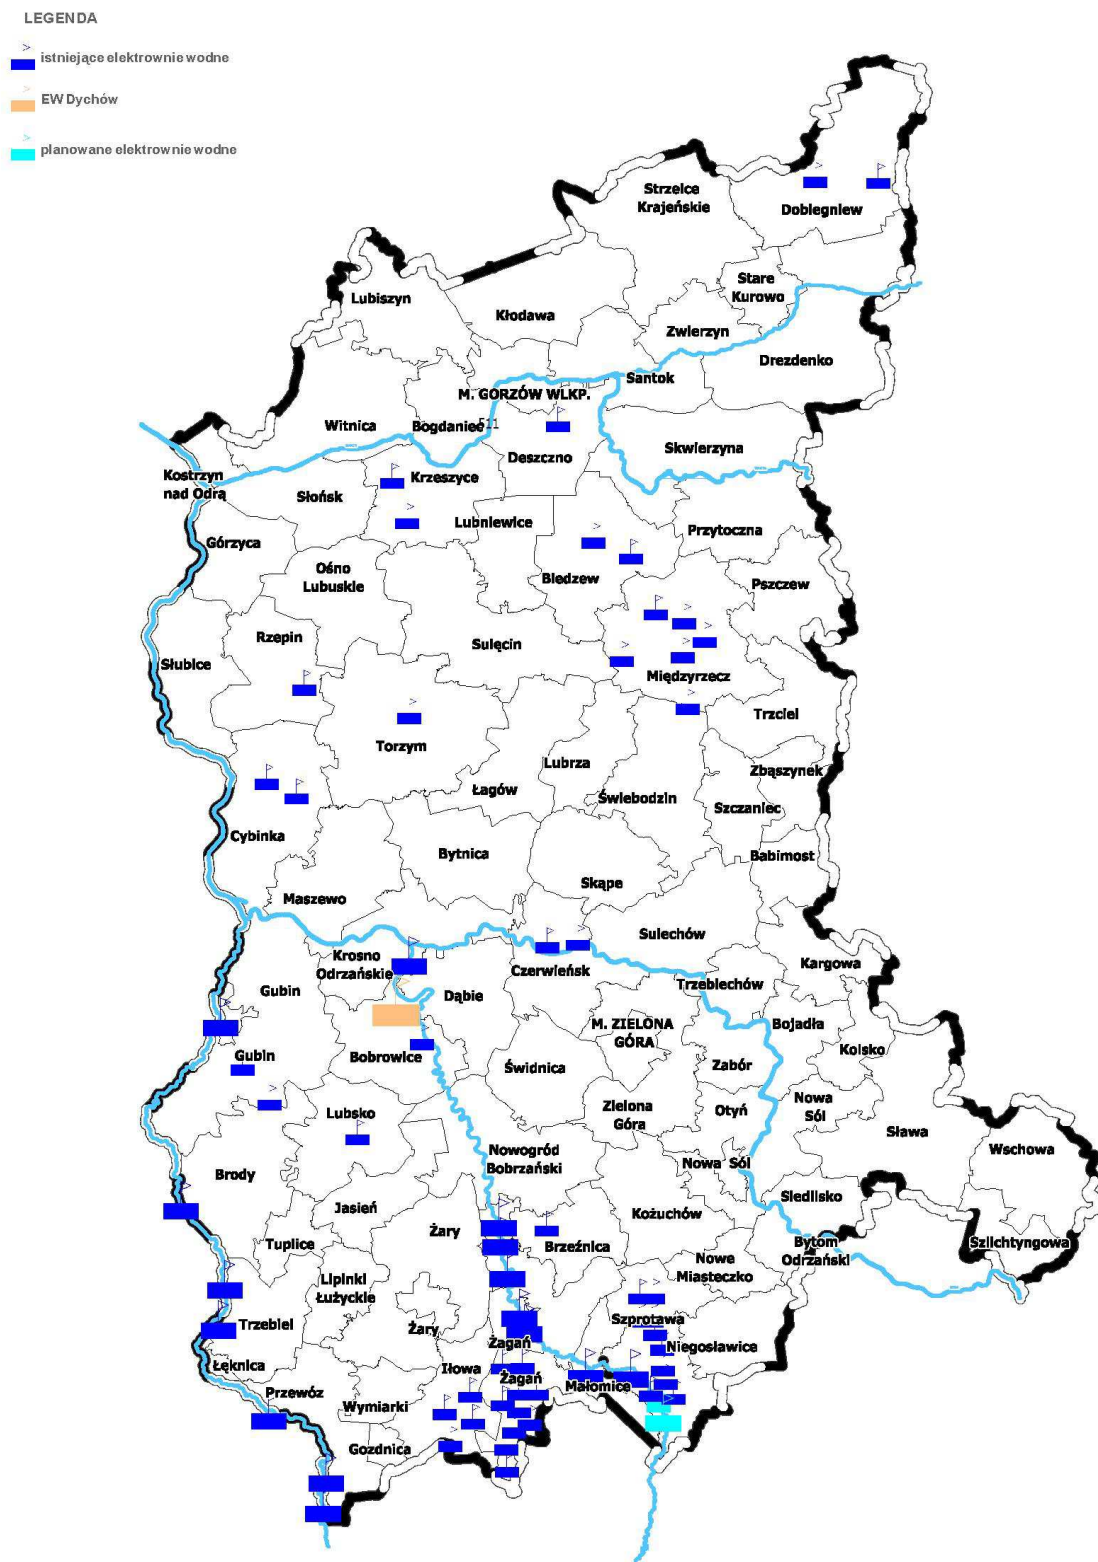 LEGENDA
istniejące elektrownie wodne
EW Dychów
planowane elektrownie wodne
Strzelce
Krajeńskie
Dobiegniew
Stare
Kurowo
Lubiszyn
Kłodawa
Zwierzyn
Drezdenko
Santok
M. GORZÓW WLKP.
Witnica
Bogdaniec
511
Deszczno
Skwierzyna
Kostrzyn
nad Odrą
Słońsk
Krzeszyce
Lubniewice
Przytoczna
Górzyca
Ośno
Lubuskie
Bledzew
Pszczew
Rzepin
Sulęcin
Słubice
Międzyrzecz
Trzciel
Torzym
Lubrza
Zbąszynek
Łagów
Świebodzin
Szczaniec
Cybinka
Bytnica
Babimost
Skąpe
Maszewo
Sulechów
Krosno
Odrzańskie
Czerwieńsk
Kargowa
Gubin
Dąbie
Trzebiechów
M. ZIELONA
GÓRA
Bojadła
Kolsko
Gubin
Bobrowice
Świdnica
Zabór
Lubsko
Zielona
Góra
Otyń
Nowa
Sól
Sława
Wschowa
Nowogród
Bobrzański
Nowa Sól
Brody
Siedlisko
Jasień
Kożuchów
Żary
Tuplice
Brzeźnica
Bytom
Odrzański
Szlichtyngowa
Lipinki
Łużyckie
Nowe
Miasteczko
Trzebiel
Żary
Szprotawa
Żagań
Niegosławice
Łęknica
Iłowa
Żagań
Małomice
Przewóz
Wymiarki
Gozdnica